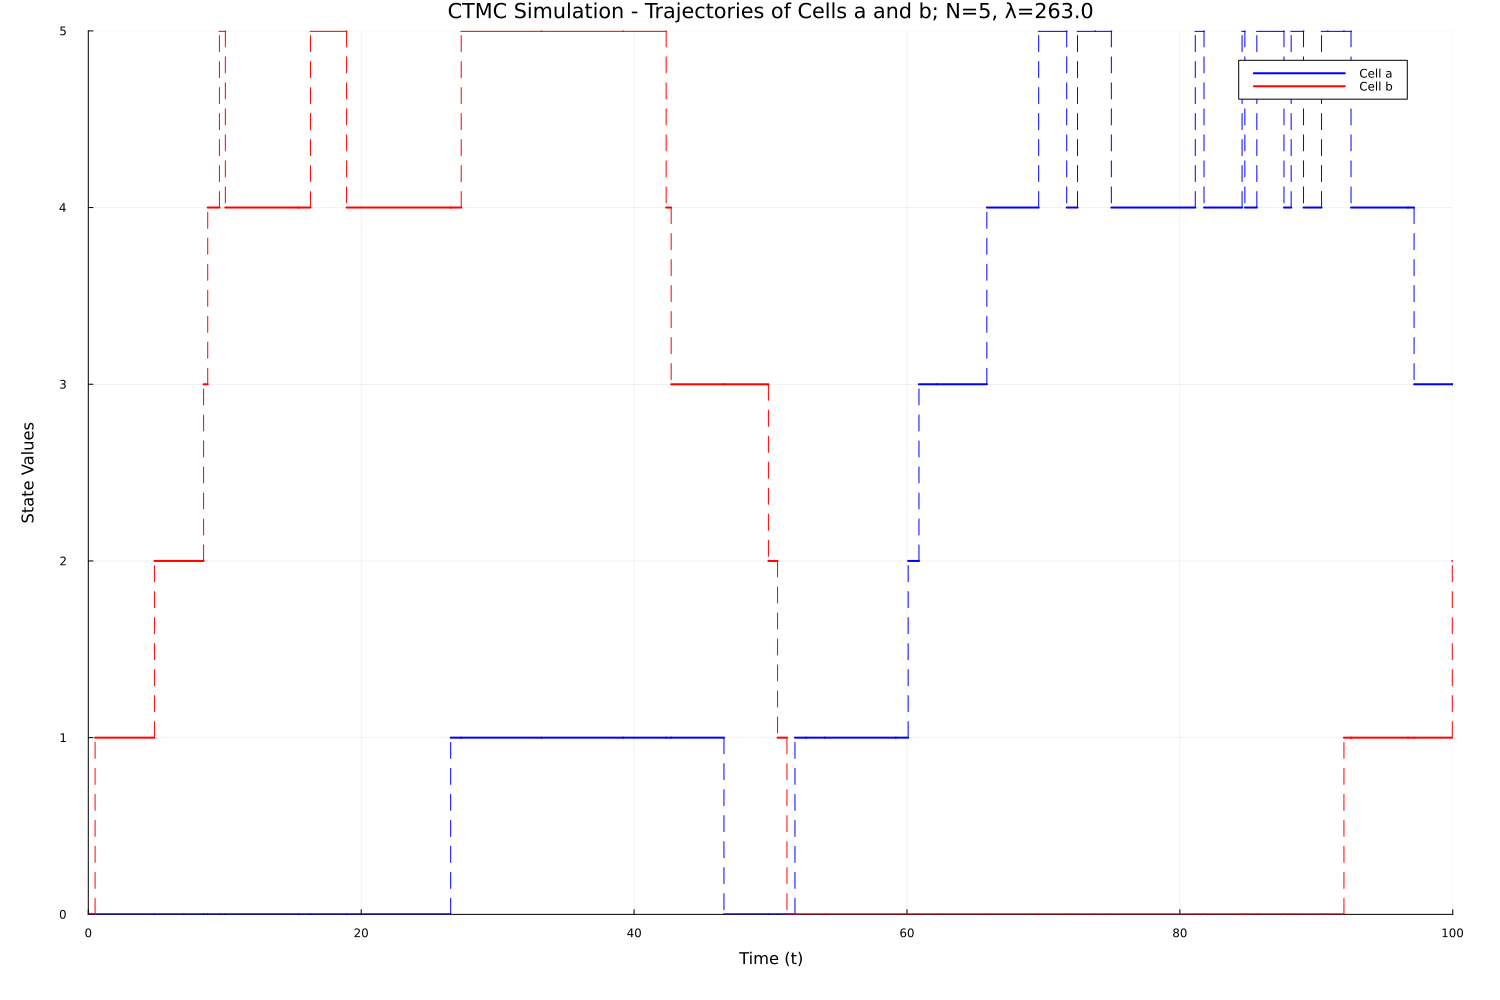 CTMC Simulation - Trajectories of Cells a and b; N=5, λ=263.0
5
4
3
2
1
0
State Values
Cell a
Cell b
0 20 40 60 80 100
Time (t)